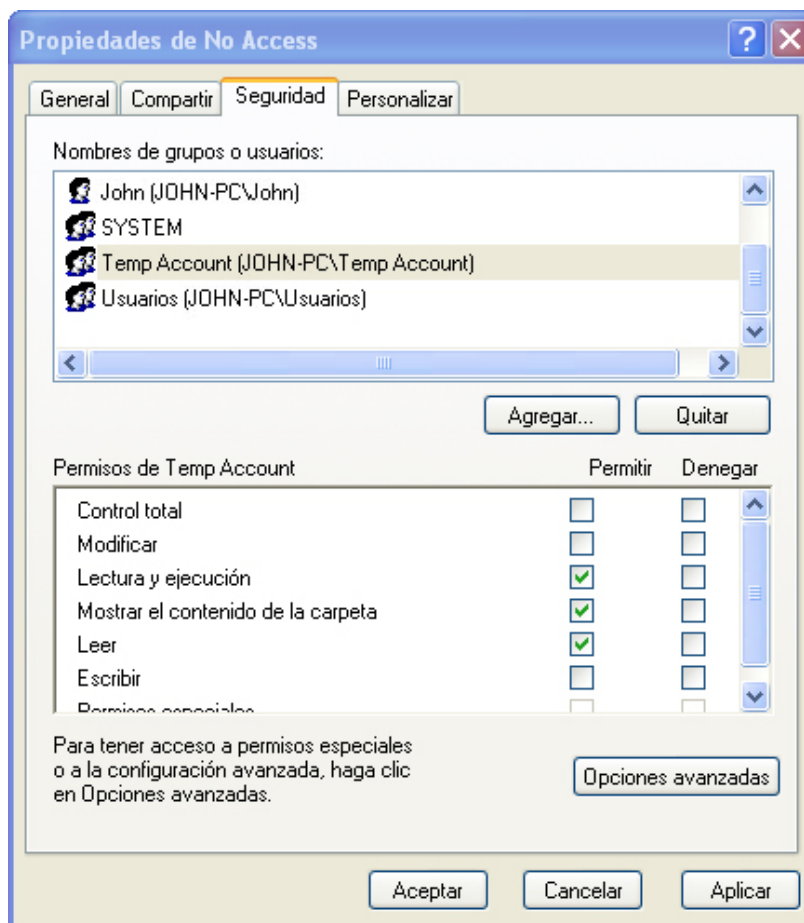 Propiedades de No Access
General Compartir Seguridad Personalizar
Nombres de grupos o usuarios:
John (JOHN-PC\John)
SYSTEM
Temp Account (JOHN-PC\Temp Account)
Usuarios (JOHN-PC\Usuarios)
Agregar... Quitar
Permisos de Temp Account Permitir Denegar
Control total
Modificar
Lectura y ejecución
Mostrar el contenido de la carpeta
Leer
Escribir
Permisos especiales
Para tener acceso a permisos especiales
o a la configuración avanzada, haga clic
en Opciones avanzadas.
Opciones avanzadas
Aceptar Cancelar Aplicar